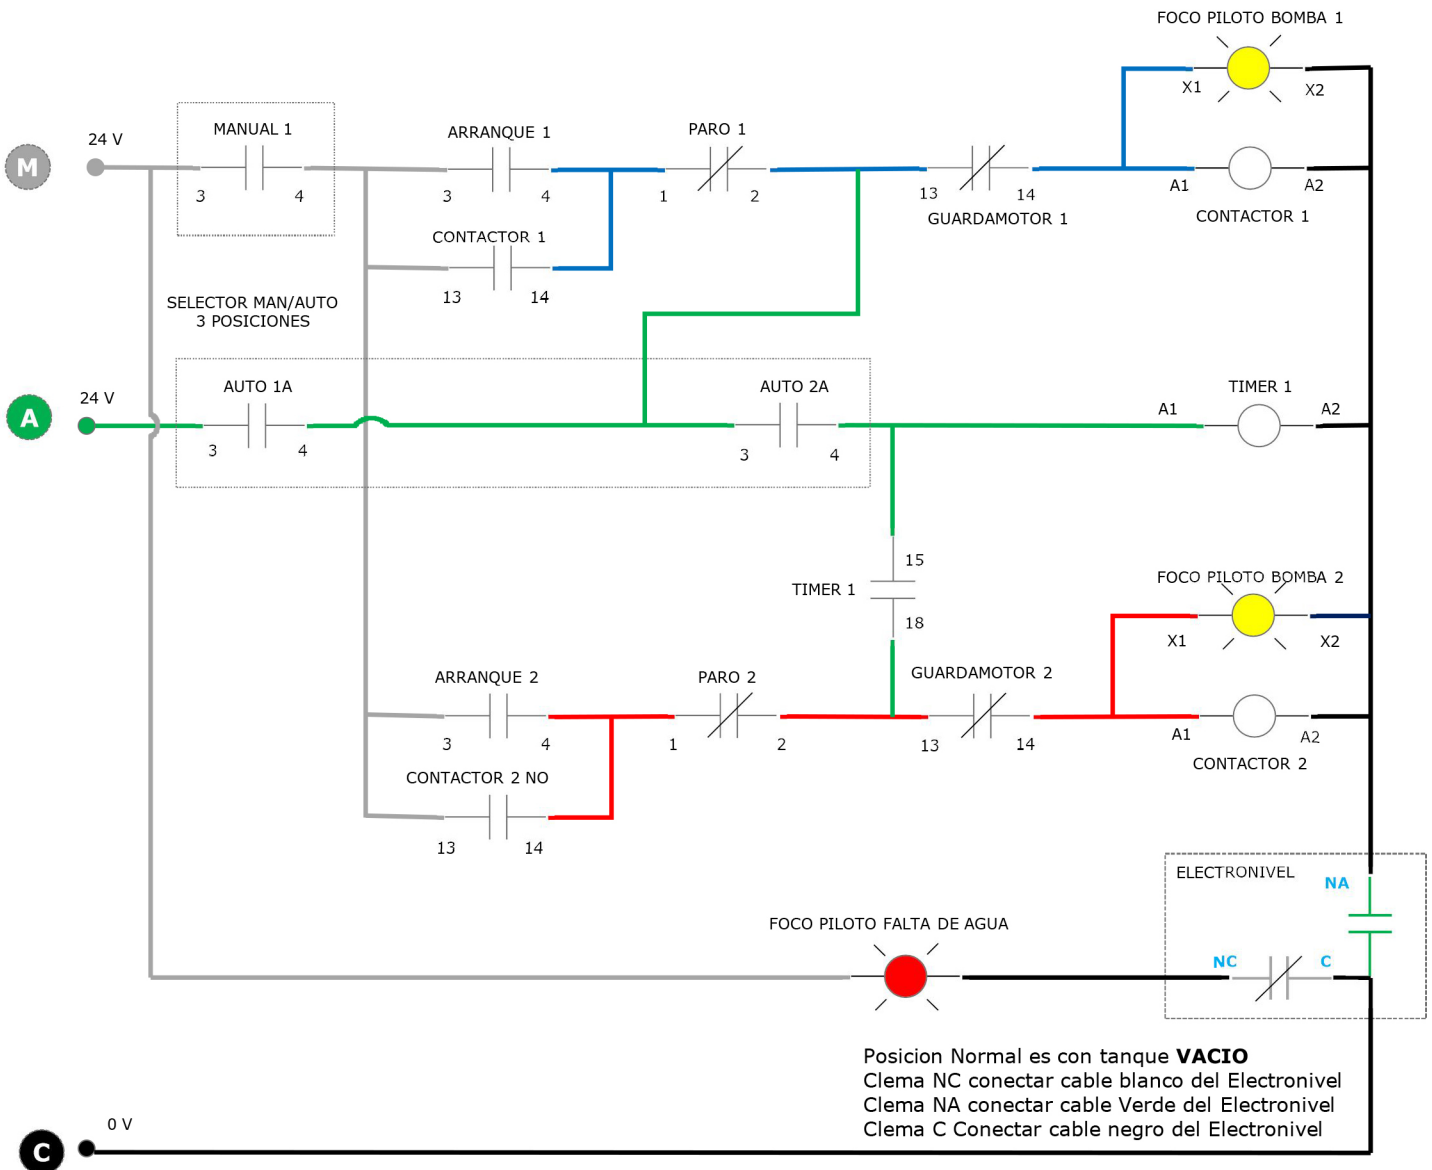 FOCO PILOTO BOMBA 1
X1
X2
24 V
MANUAL 1
ARRANQUE 1
PARO 1
M
3
4
3
4
1
2
13
14
A1
A2
GUARDAMOTOR 1
CONTACTOR 1
CONTACTOR 1
13
14
SELECTOR MAN/AUTO
3 POSICIONES
24 V
AUTO 1A
AUTO 2A
TIMER 1
A
A1
A2
3
4
3
4
15
TIMER 1
18
FOCO PILOTO BOMBA 2
X1
X2
ARRANQUE 2
PARO 2
GUARDAMOTOR 2
3
4
1
2
13
14
A1
A2
CONTACTOR 2
CONTACTOR 2 NO
13
14
ELECTRONIVEL
NA
FOCO PILOTO FALTA DE AGUA
NC
C
Posicion Normal es con tanque VACIO
Clema NC conectar cable blanco del Electronivel
Clema NA conectar cable Verde del Electronivel
Clema C Conectar cable negro del Electronivel
0 V
C